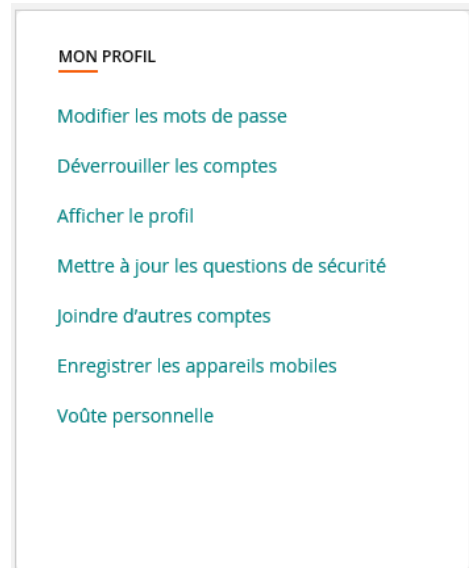 MON PROFIL
Modifier les mots de passe
Déverrouiller les comptes
Afficher le profil
Mettre à jour les questions de sécurité
Joindre d’autres comptes
Enregistrer les appareils mobiles
Voûte personnelle